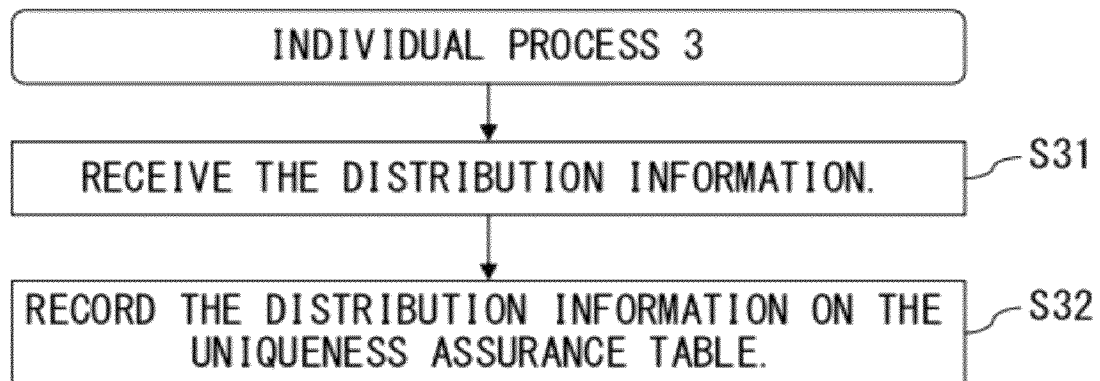 INDIVIDUAL PROCESS 3
RECEIVE THE DISTRIBUTION INFORMATION.
S31
RECORD THE DISTRIBUTION INFORMATION ON THE
UNIQUENESS ASSURANCE TABLE.
S32